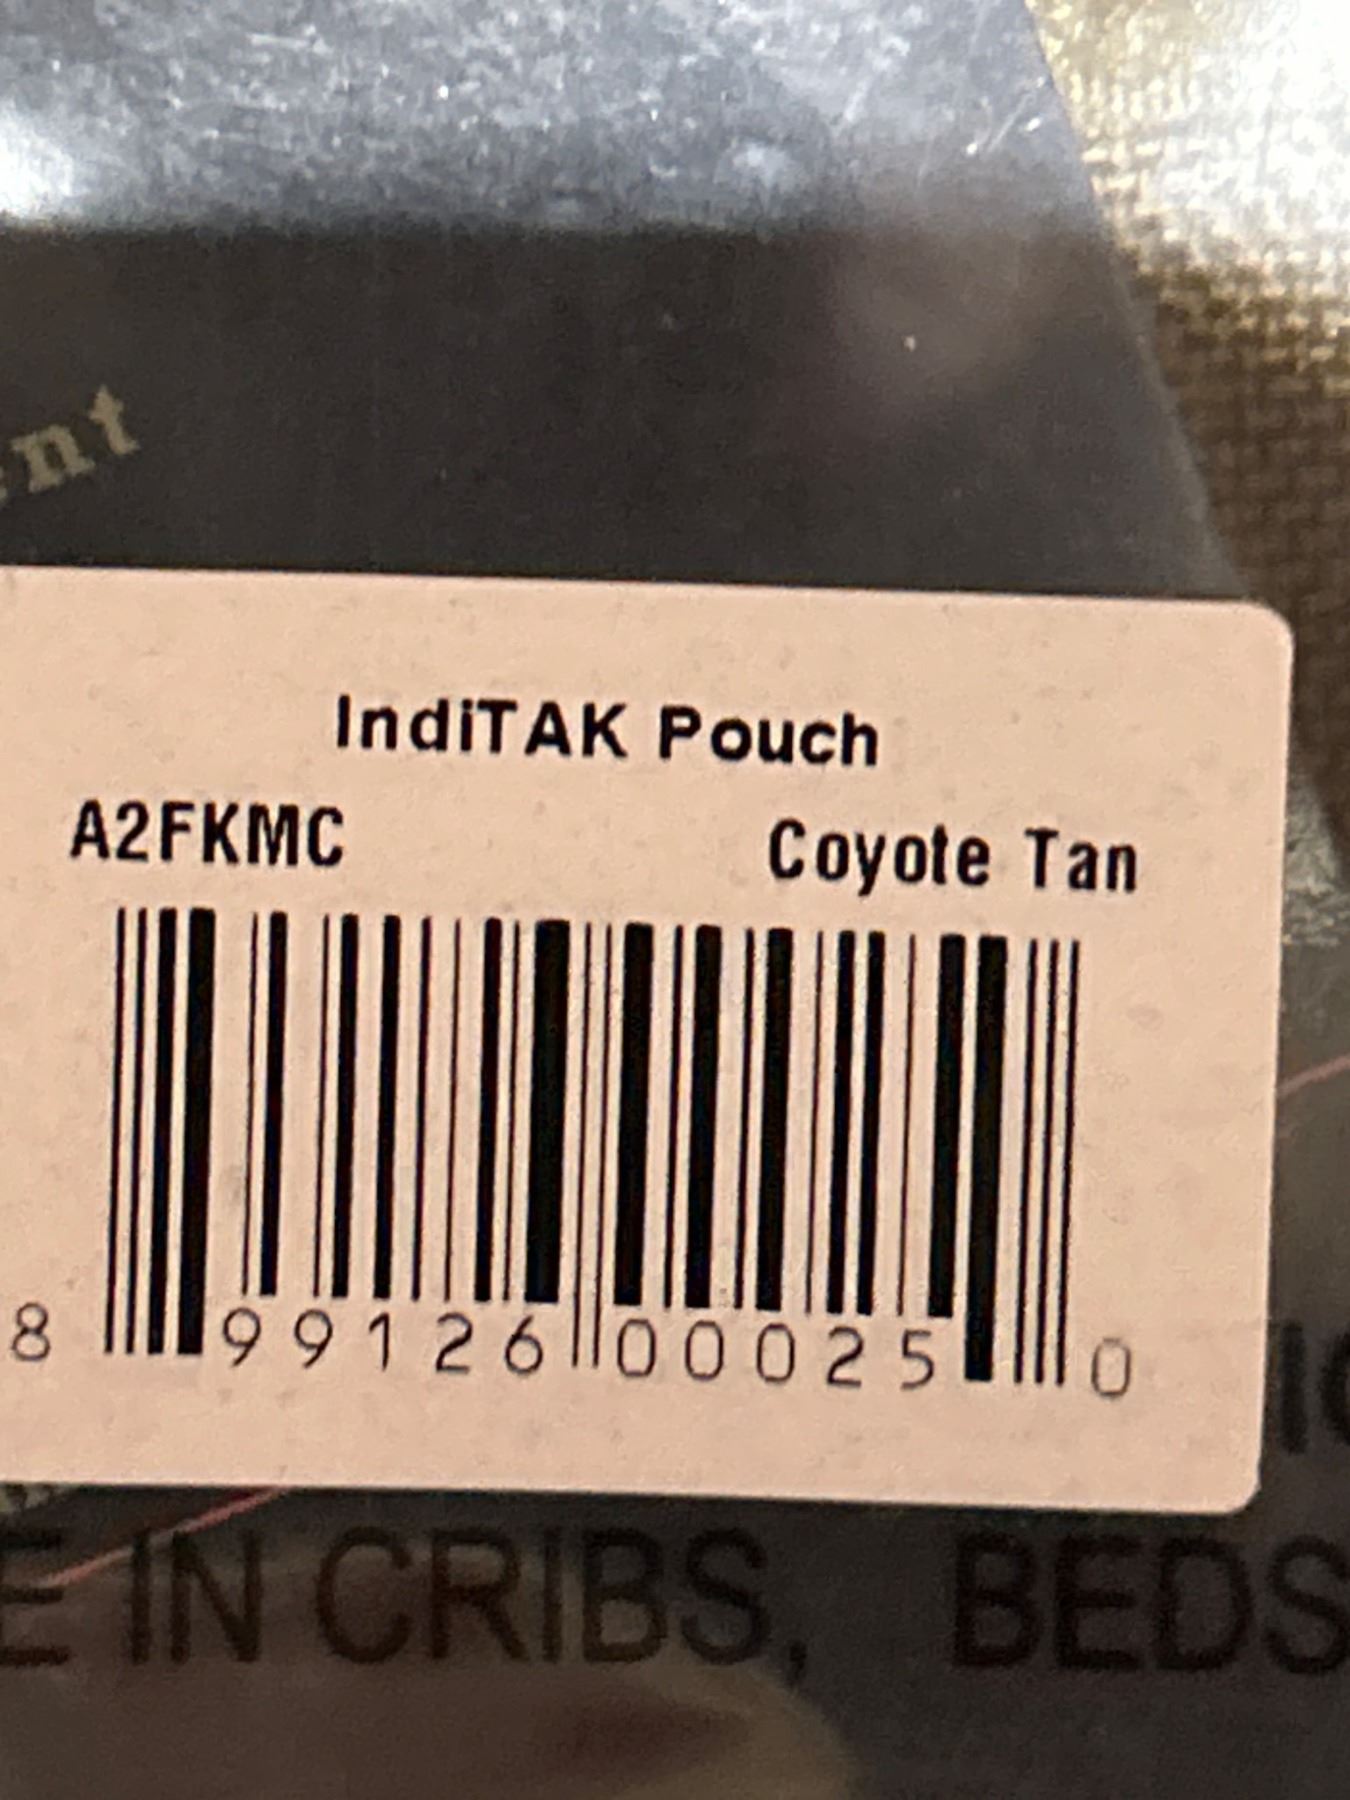 ent
IndiTAK Pouch
A2FKMC Coyote Tan
8 99126 00025 0
E IN CRIBS, BEDS